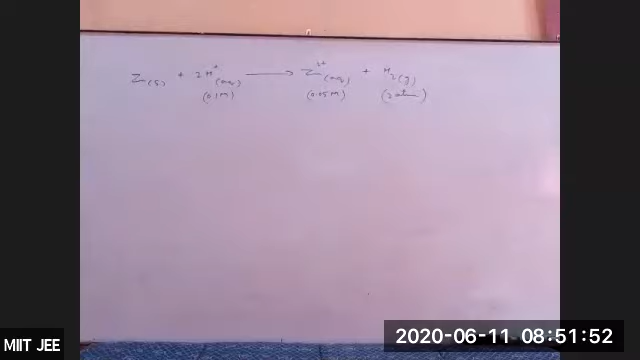 Zn(s) + 2H⁺(aq) ⟶ Zn²⁺(aq) + H₂(g)
(0.1M) (0.05M) (2atm)
MIIT JEE
2020-06-11 08:51:52